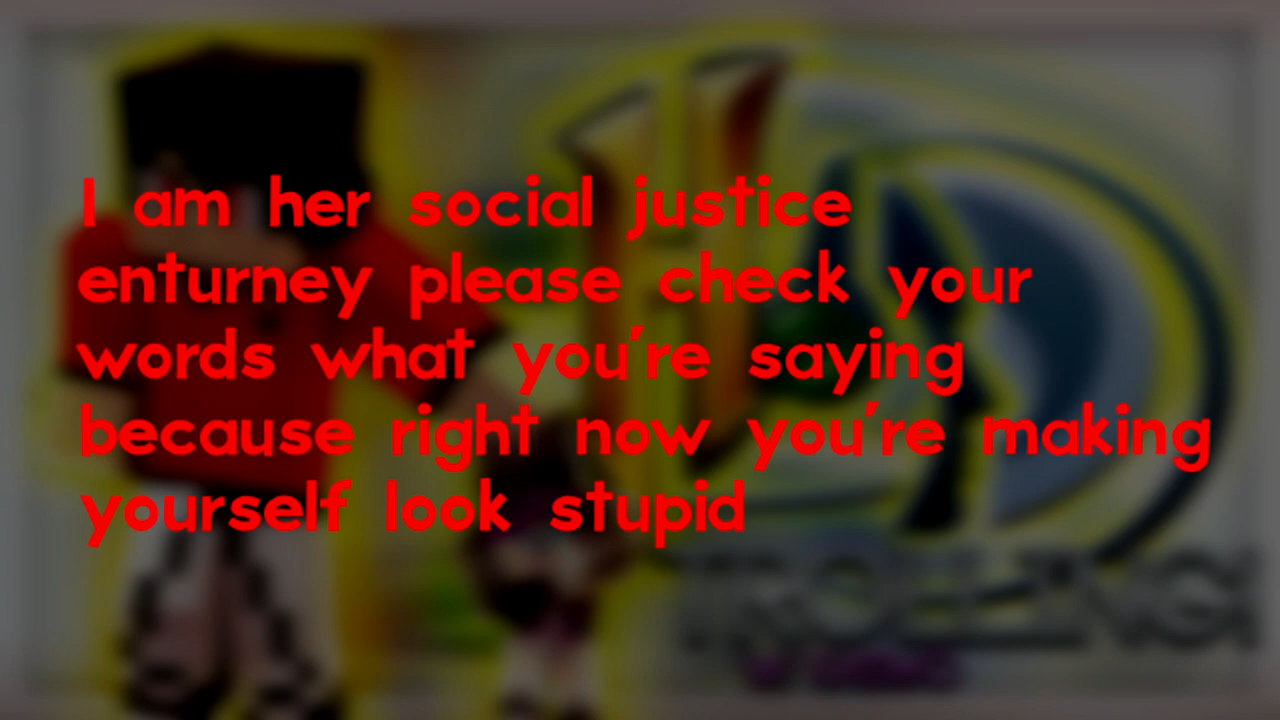 I am her social justice
enturney please check your
words what you're saying
because right now you're making
yourself look stupid